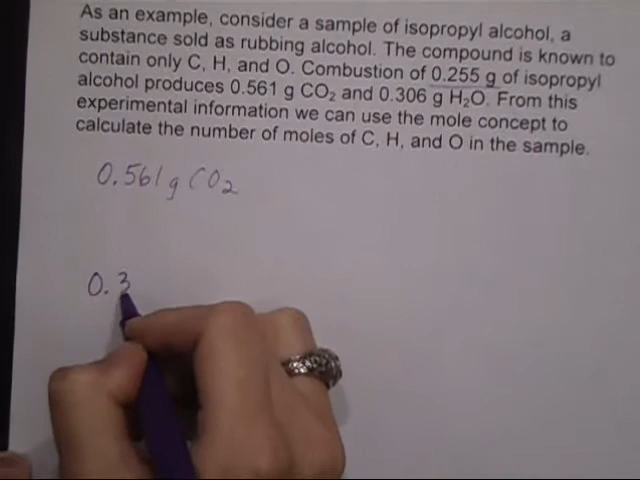 As an example, consider a sample of isopropyl alcohol, a
substance sold as rubbing alcohol. The compound is known to
contain only C, H, and O. Combustion of 0.255 g of isopropyl
alcohol produces 0.561 g CO₂ and 0.306 g H₂O. From this
experimental information we can use the mole concept to
calculate the number of moles of C, H, and O in the sample.
0.561 g CO₂
0.3